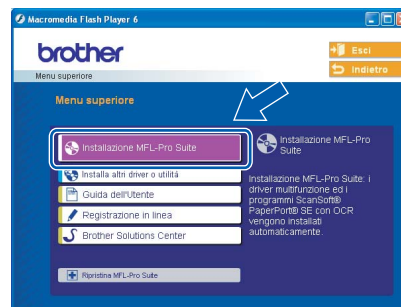 Macromedia Flash Player 6
brother
Esci
Indietro
Menu superiore
Menu superiore
Installazione MFL-Pro Suite
Installa altri driver o utilitá
Guida dell'Utente
Registrazione in linea
Brother Solutions Center
Ripristina MFL-Pro Suite
Installazione MFL-Pro
Suite
Installazione MFL-Pro Suite: i
driver multifunzione ed i
programmi ScanSoft®
PaperPort® SE con OCR
vengono installati
automaticamente.